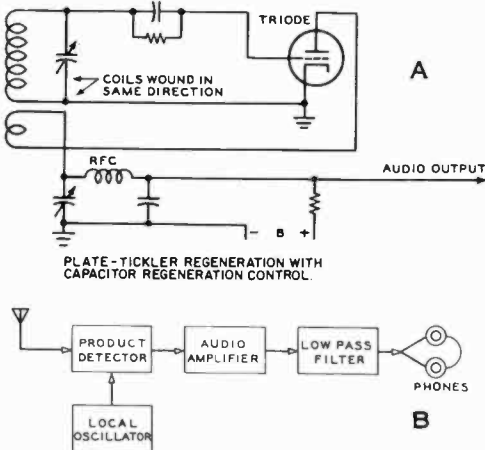 TRIODE
A
COILS WOUND IN
SAME DIRECTION
RFC
AUDIO OUTPUT
- B +
PLATE-TICKLER REGENERATION WITH
CAPACITOR REGENERATION CONTROL.
PRODUCT
DETECTOR
AUDIO
AMPLIFIER
LOW PASS
FILTER
PHONES
LOCAL
OSCILLATOR
B